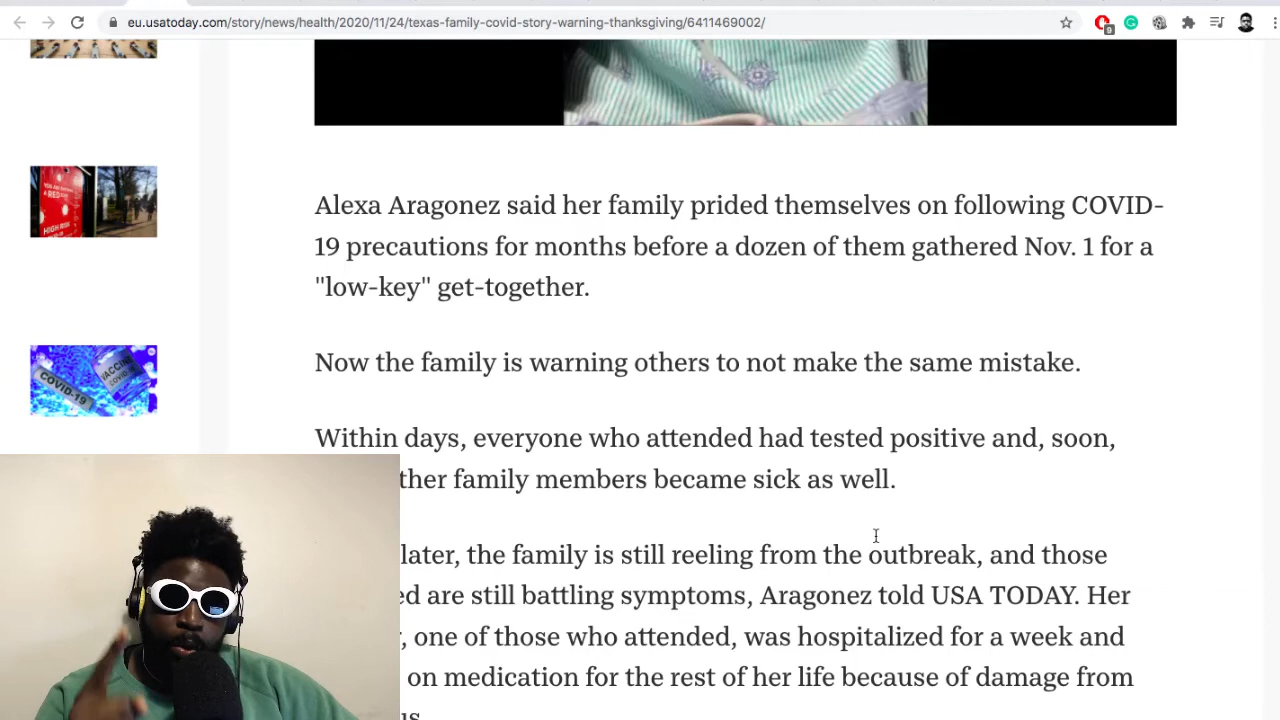 eu.usatoday.com/story/news/health/2020/11/24/texas-family-covid-story-warning-thanksgiving/6411469002/
Alexa Aragonez said her family prided themselves on following COVID-
19 precautions for months before a dozen of them gathered Nov. 1 for a
"low-key" get-together.
Now the family is warning others to not make the same mistake.
Within days, everyone who attended had tested positive and, soon,
ther family members became sick as well.
later, the family is still reeling from the outbreak, and those
ed are still battling symptoms, Aragonez told USA TODAY. Her
, one of those who attended, was hospitalized for a week and
on medication for the rest of her life because of damage from
us.
A RED
HIGH RISK
COVID-19
VACCINE